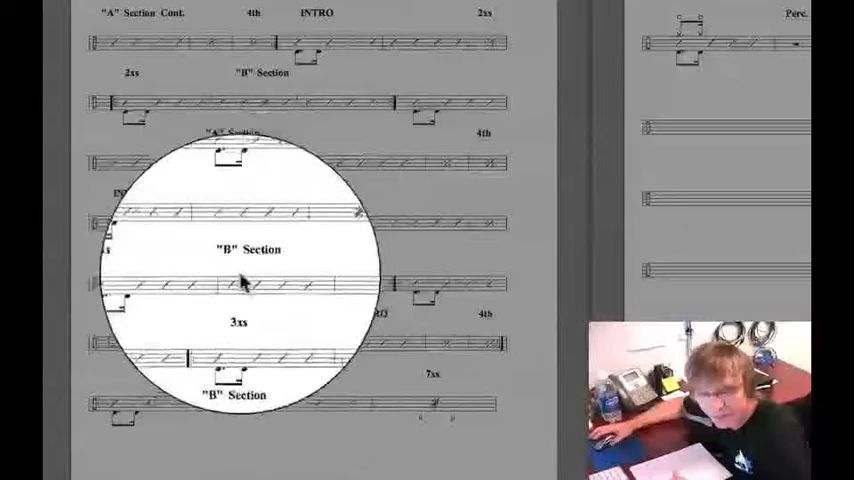 "A" Section Cont. 4th INTRO 2xs
Perc.
2xs "B" Section
"A" Section 4th
"B" Section
3xs
4th
7xs
"B" Section